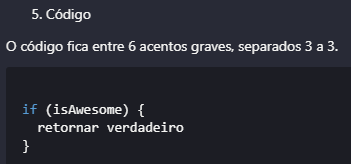 5. Código
O código fica entre 6 acentos graves, separados 3 a 3.
if (isAwesome) {
  retornar verdadeiro
}